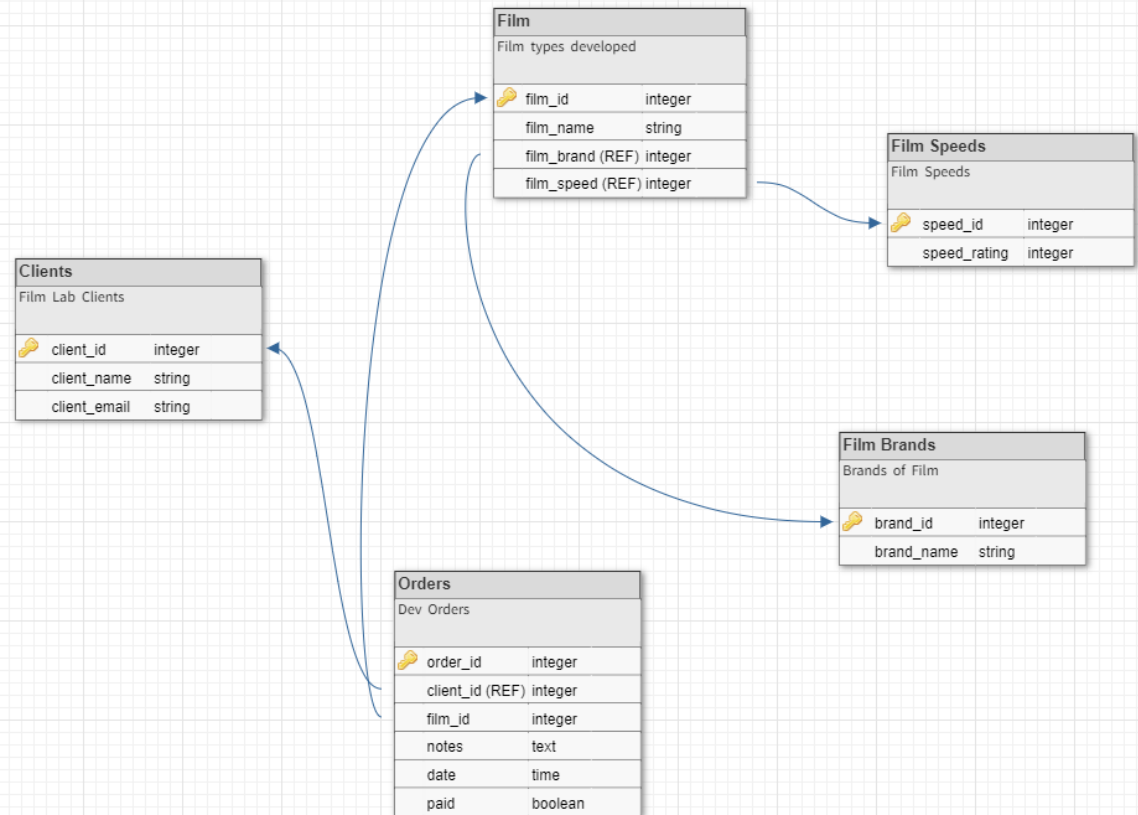 Film
Film types developed
film_id integer
film_name string
film_brand (REF) integer
film_speed (REF) integer
Film Speeds
Film Speeds
speed_id integer
speed_rating integer
Clients
Film Lab Clients
client_id integer
client_name string
client_email string
Film Brands
Brands of Film
brand_id integer
brand_name string
Orders
Dev Orders
order_id integer
client_id (REF) integer
film_id integer
notes text
date time
paid boolean